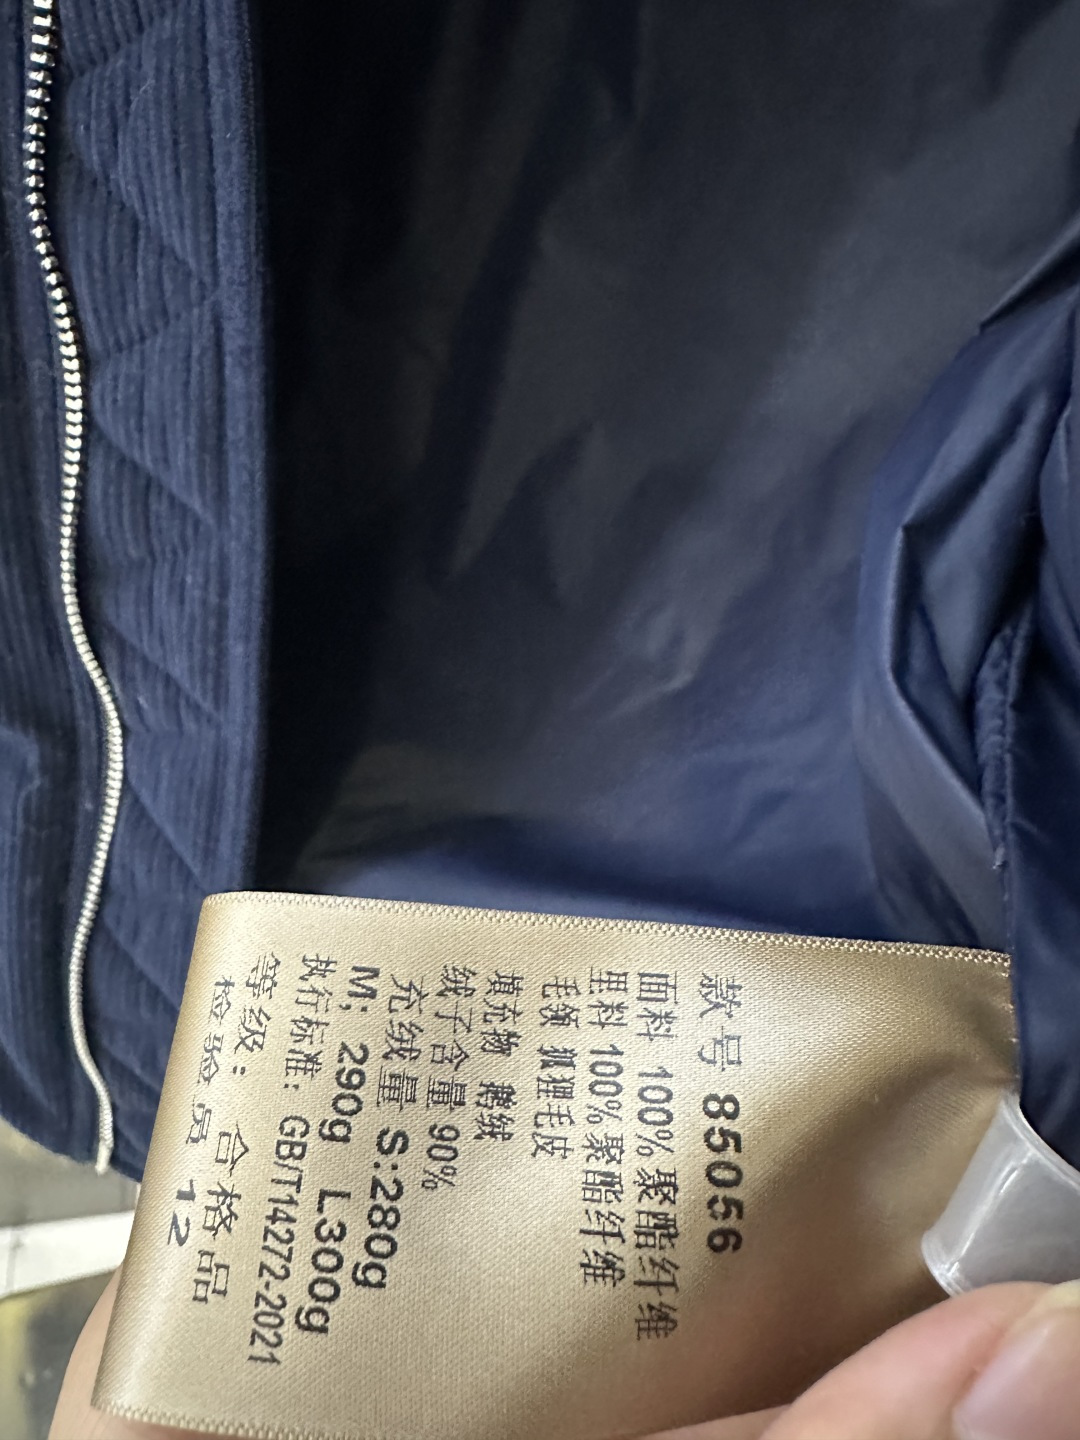 款号 85056
面料 100% 聚酯纤维
里料 100% 聚酯纤维
毛领 狐狸毛皮
填充物 鹅绒
绒子含量 90%
充绒量 S:280g
M; 290g L300g
执行标准: GB/T14272-2021
等级: 合格品
检验员 12